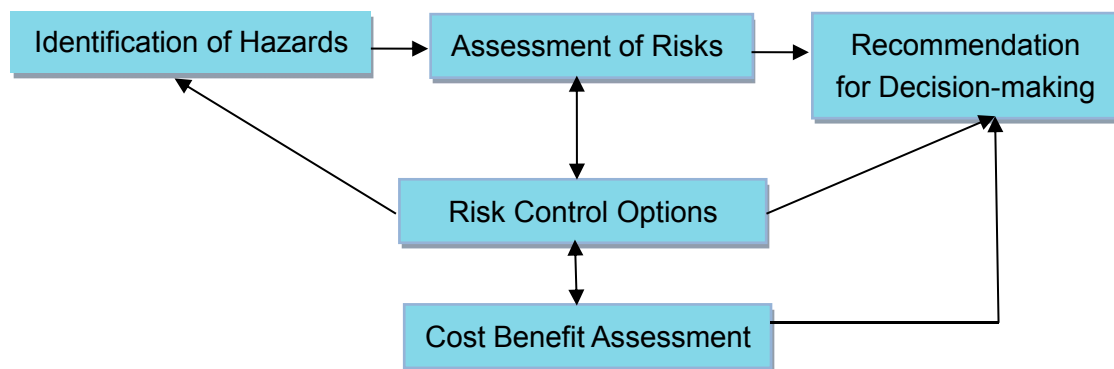 Identification of Hazards
Assessment of Risks
Recommendation
for Decision-making
Risk Control Options
Cost Benefit Assessment